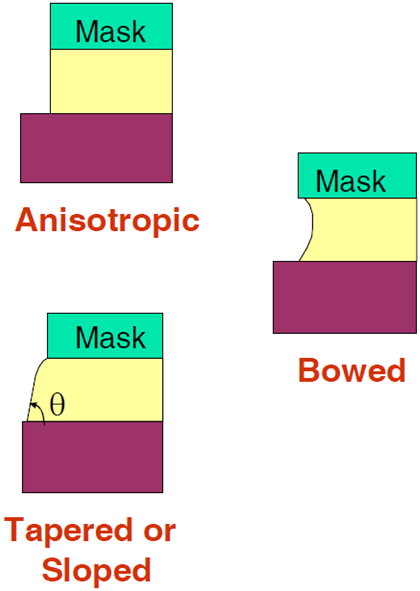 Mask
Anisotropic
Mask
Bowed
Mask
θ
Tapered or
Sloped